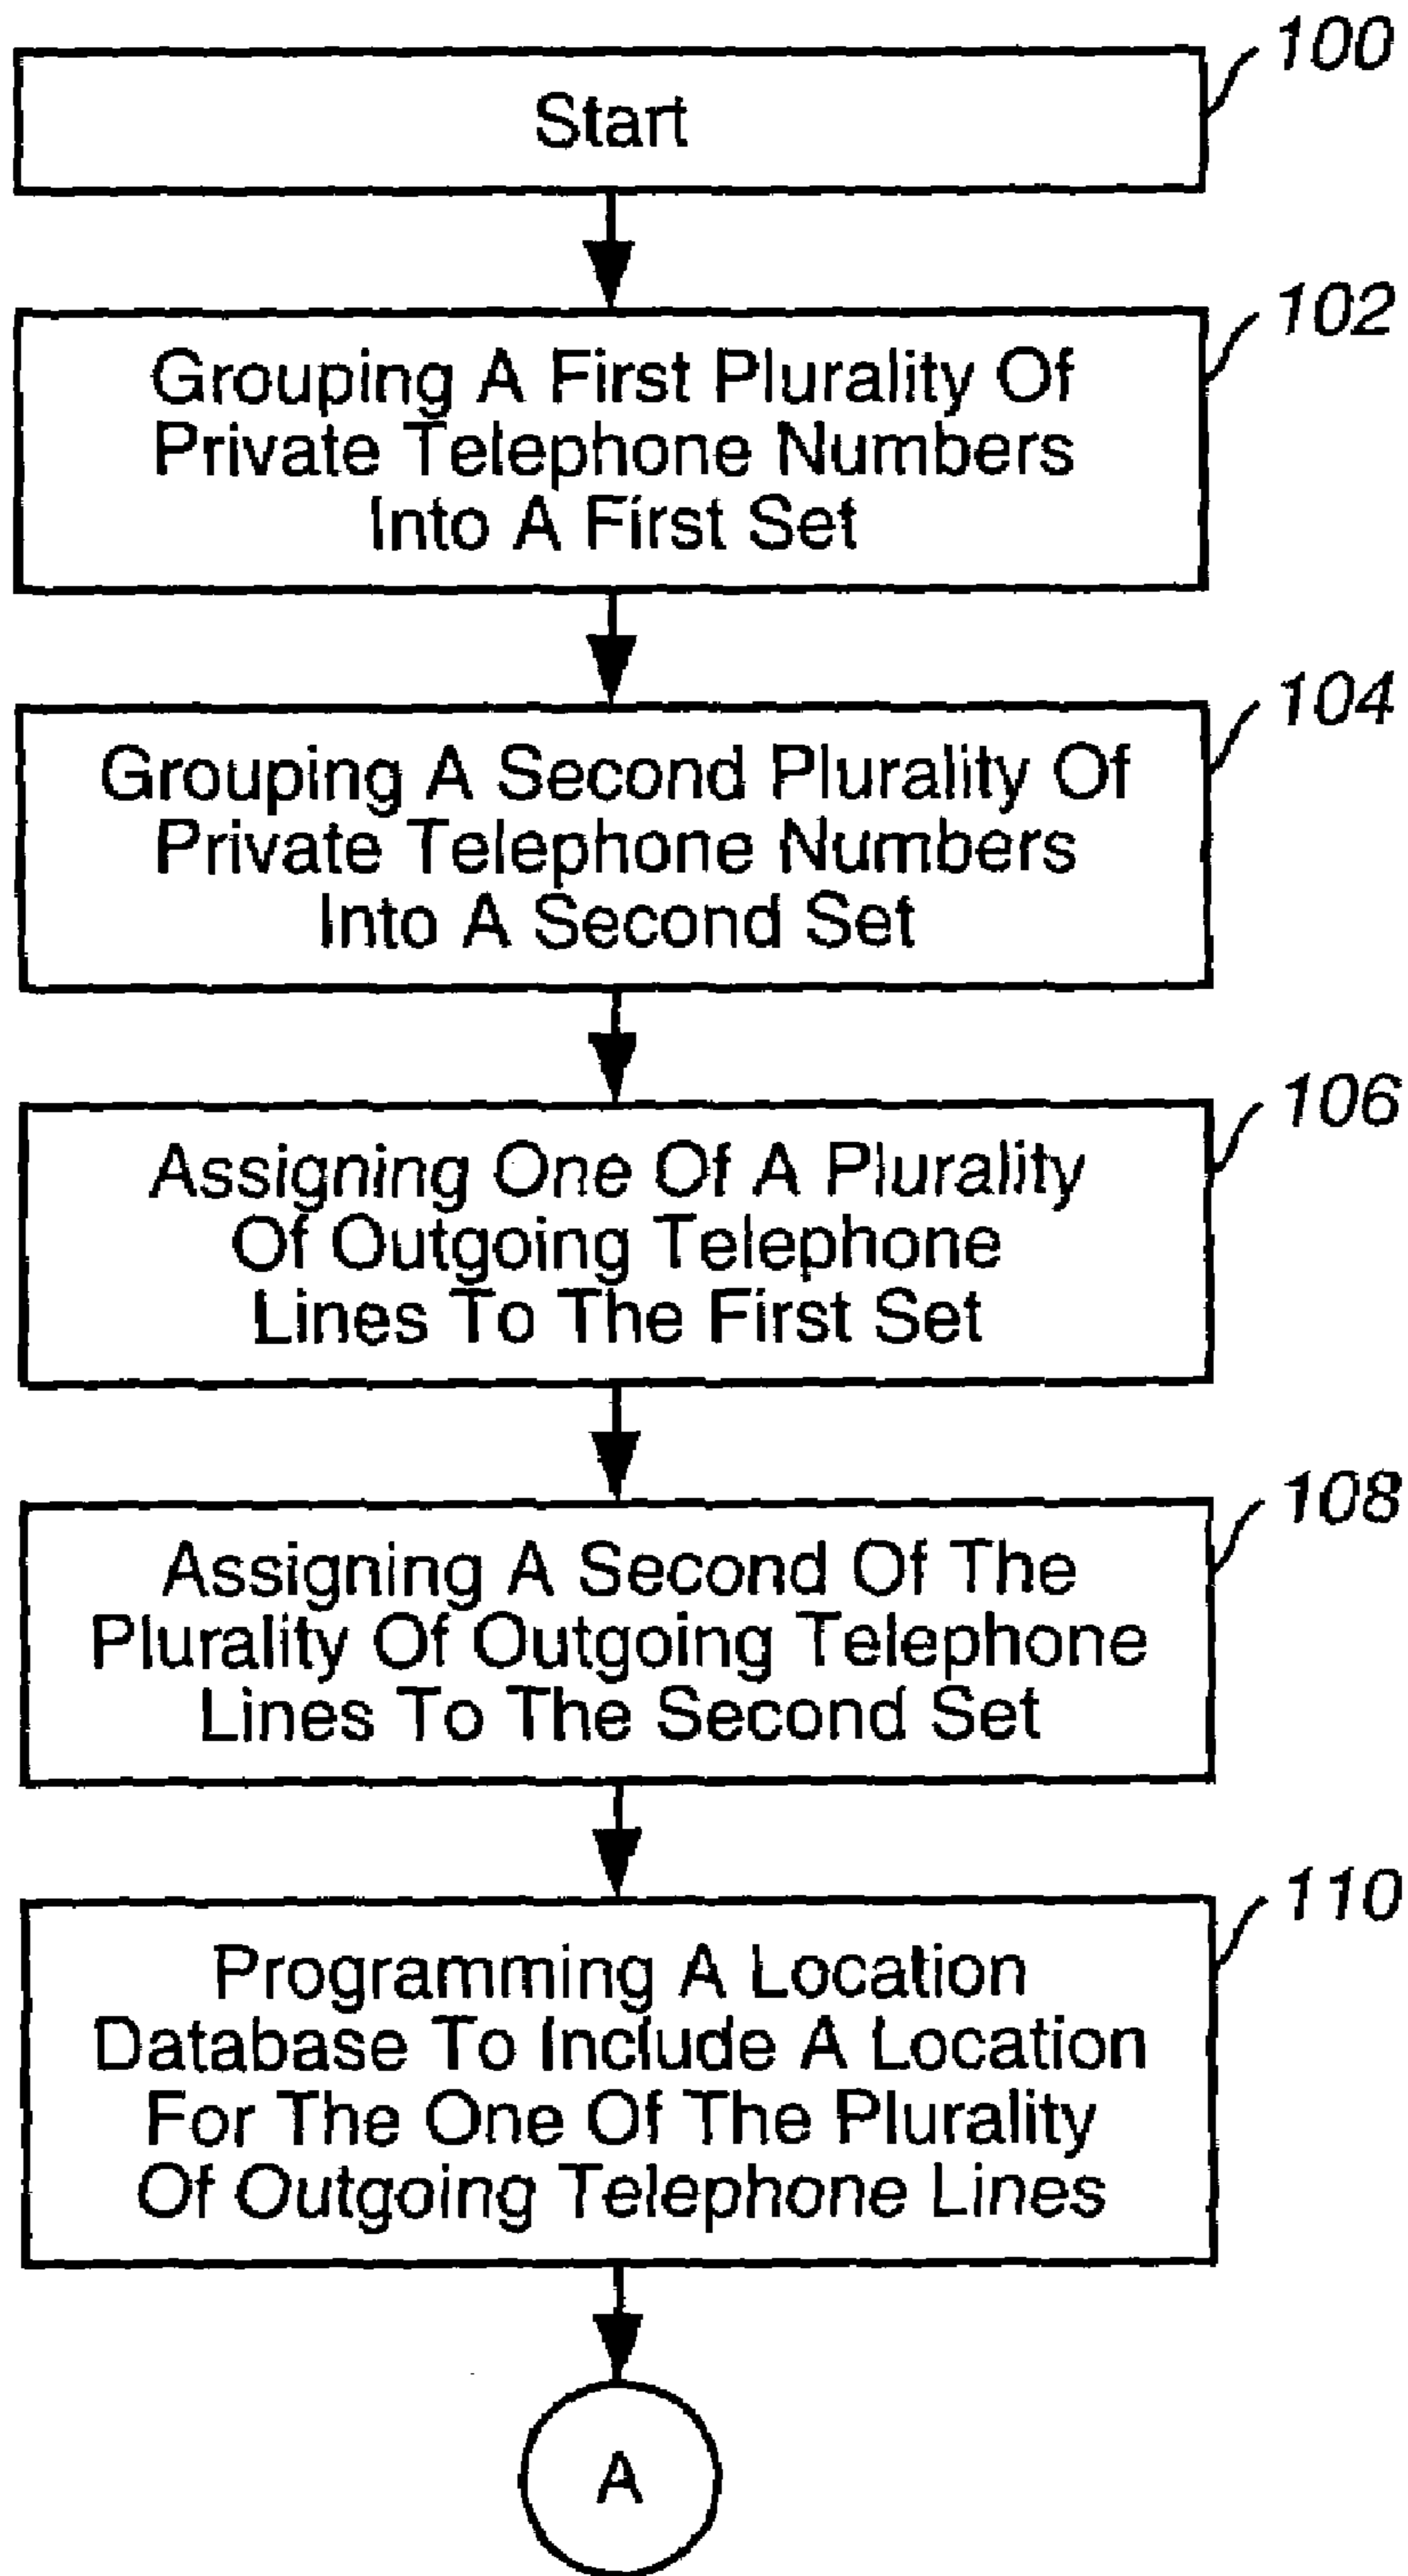 100
Start
102
Grouping A First Plurality Of
Private Telephone Numbers
Into A First Set
104
Grouping A Second Plurality Of
Private Telephone Numbers
Into A Second Set
106
Assigning One Of A Plurality
Of Outgoing Telephone
Lines To The First Set
108
Assigning A Second Of The
Plurality Of Outgoing Telephone
Lines To The Second Set
110
Programming A Location
Database To Include A Location
For The One Of The Plurality
Of Outgoing Telephone Lines
A